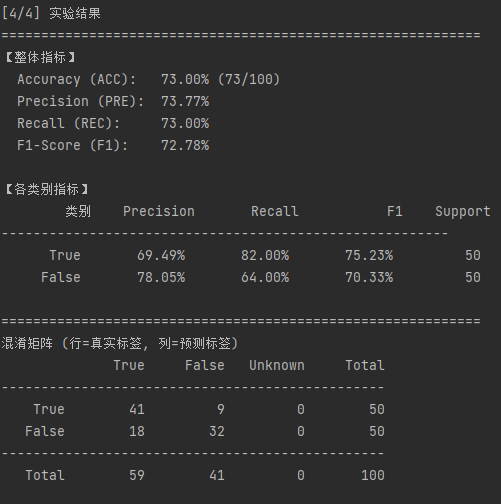 [4/4] 实验结果
============================================================
【整体指标】
Accuracy (ACC): 73.00% (73/100)
Precision (PRE): 73.77%
Recall (REC): 73.00%
F1-Score (F1): 72.78%
【各类别指标】
类别 Precision Recall F1 Support
--------------------------------------------------------
True 69.49% 82.00% 75.23% 50
False 78.05% 64.00% 70.33% 50
============================================================
混淆矩阵 (行=真实标签, 列=预测标签)
True False Unknown Total
------------------------------------------------
True 41 9 0 50
False 18 32 0 50
------------------------------------------------
Total 59 41 0 100